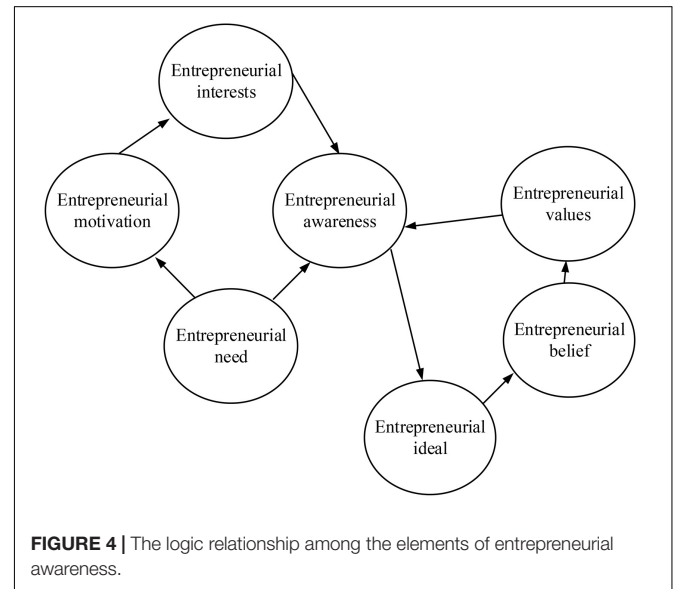 Entrepreneurial
interests
Entrepreneurial
motivation
Entrepreneurial
awareness
Entrepreneurial
values
Entrepreneurial
need
Entrepreneurial
belief
Entrepreneurial
ideal
FIGURE 4 | The logic relationship among the elements of entrepreneurial
awareness.